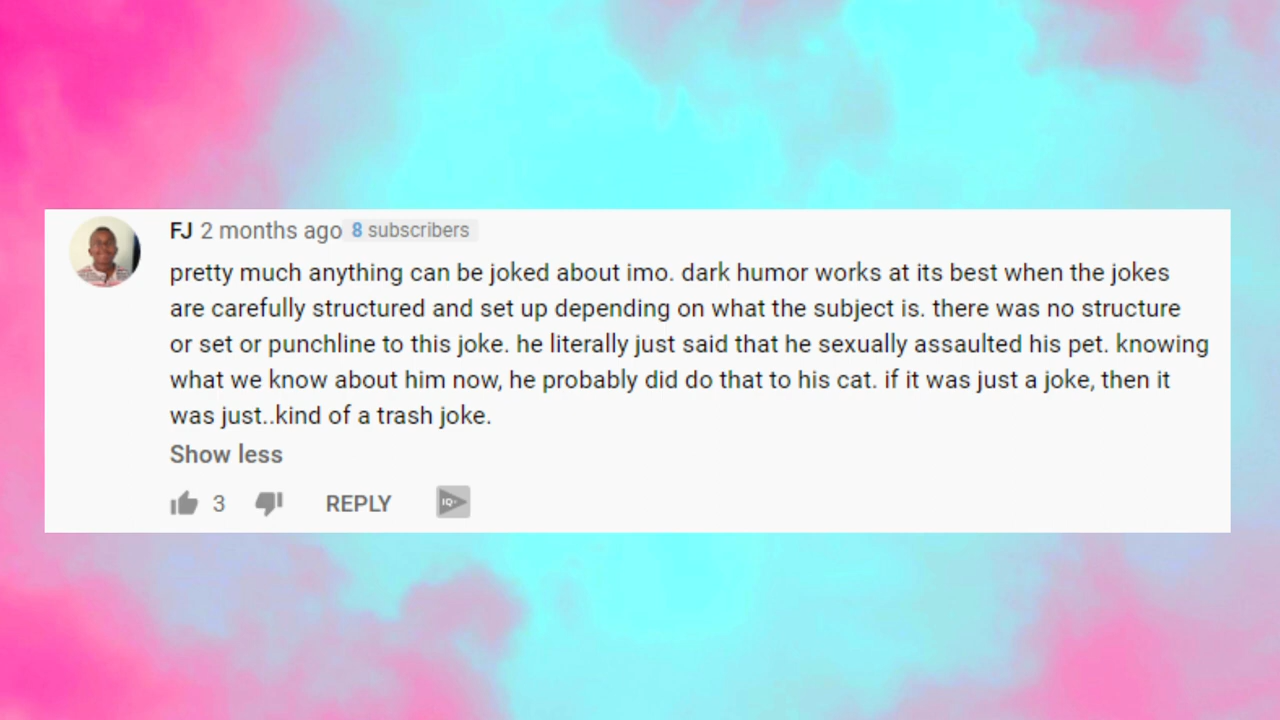 FJ 2 months ago 8 subscribers
pretty much anything can be joked about imo. dark humor works at its best when the jokes
are carefully structured and set up depending on what the subject is. there was no structure
or set or punchline to this joke. he literally just said that he sexually assaulted his pet. knowing
what we know about him now, he probably did do that to his cat. if it was just a joke, then it
was just..kind of a trash joke.
Show less
3 REPLY IQ